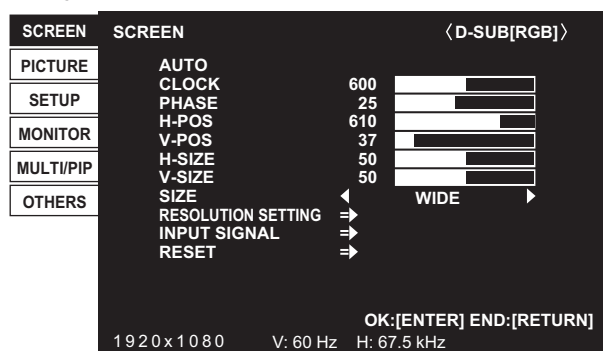 SCREEN
PICTURE
SETUP
MONITOR
MULTI/PIP
OTHERS
SCREEN 〈D-SUB[RGB]〉
AUTO
CLOCK 600
PHASE 25
H-POS 610
V-POS 37
H-SIZE 50
V-SIZE 50
SIZE WIDE
RESOLUTION SETTING
INPUT SIGNAL
RESET
OK:[ENTER] END:[RETURN]
1920x1080 V: 60 Hz H: 67.5 kHz